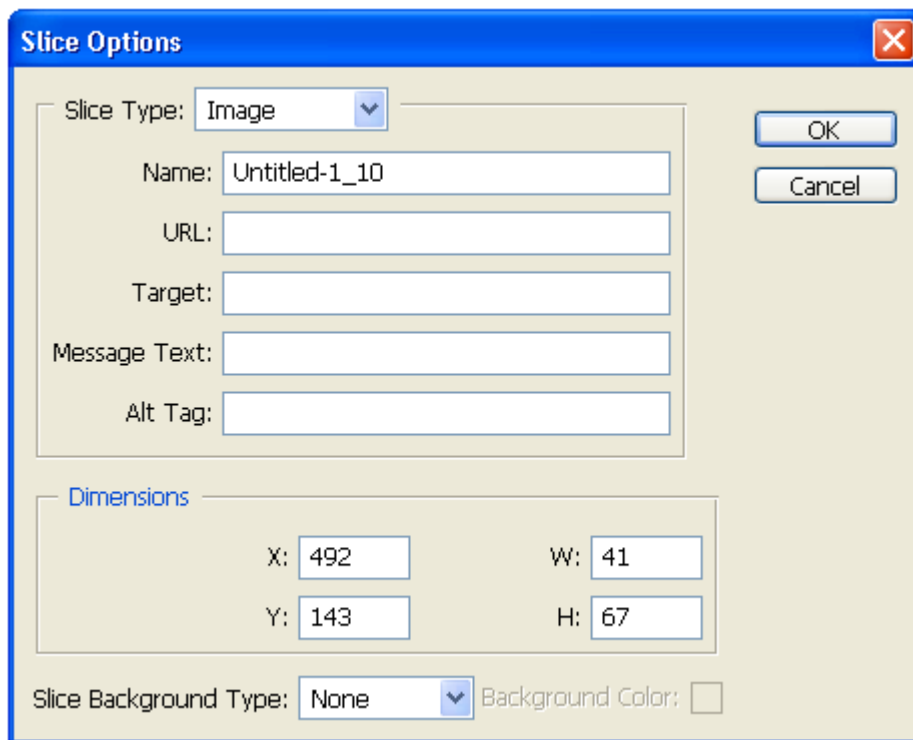 Slice Options
Slice Type: Image
OK
Name: Untitled-1_10
Cancel
URL:
Target:
Message Text:
Alt Tag:
Dimensions
X: 492 W: 41
Y: 143 H: 67
Slice Background Type: None Background Color: